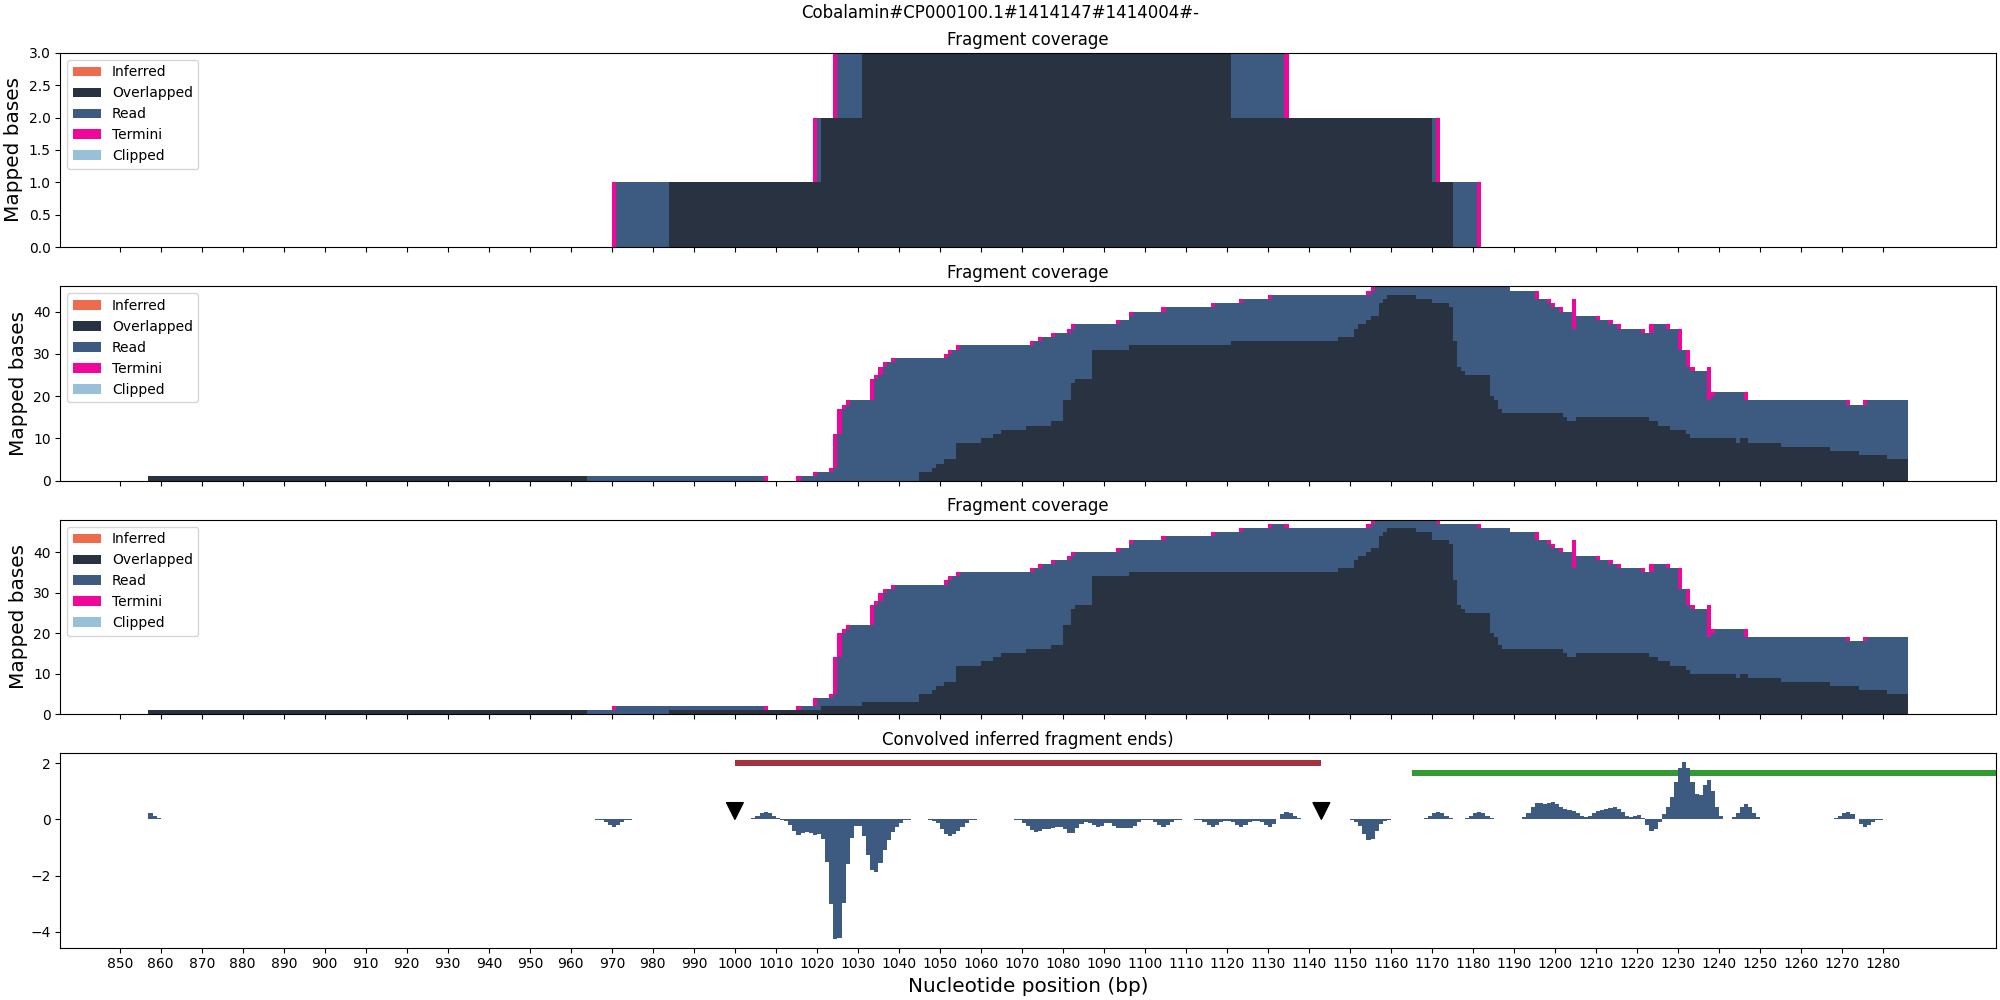 Cobalamin#CP000100.1#1414147#1414004#-
Fragment coverage
Mapped bases
3.0
2.5
2.0
1.5
1.0
0.5
0.0
Inferred
Overlapped
Read
Termini
Clipped
Fragment coverage
Mapped bases
40
30
20
10
0
Inferred
Overlapped
Read
Termini
Clipped
Fragment coverage
Mapped bases
40
30
20
10
0
Inferred
Overlapped
Read
Termini
Clipped
Convolved inferred fragment ends)
2
0
−2
−4
850 860 870 880 890 900 910 920 930 940 950 960 970 980 990 1000 1010 1020 1030 1040 1050 1060 1070 1080 1090 1100 1110 1120 1130 1140 1150 1160 1170 1180 1190 1200 1210 1220 1230 1240 1250 1260 1270 1280
Nucleotide position (bp)